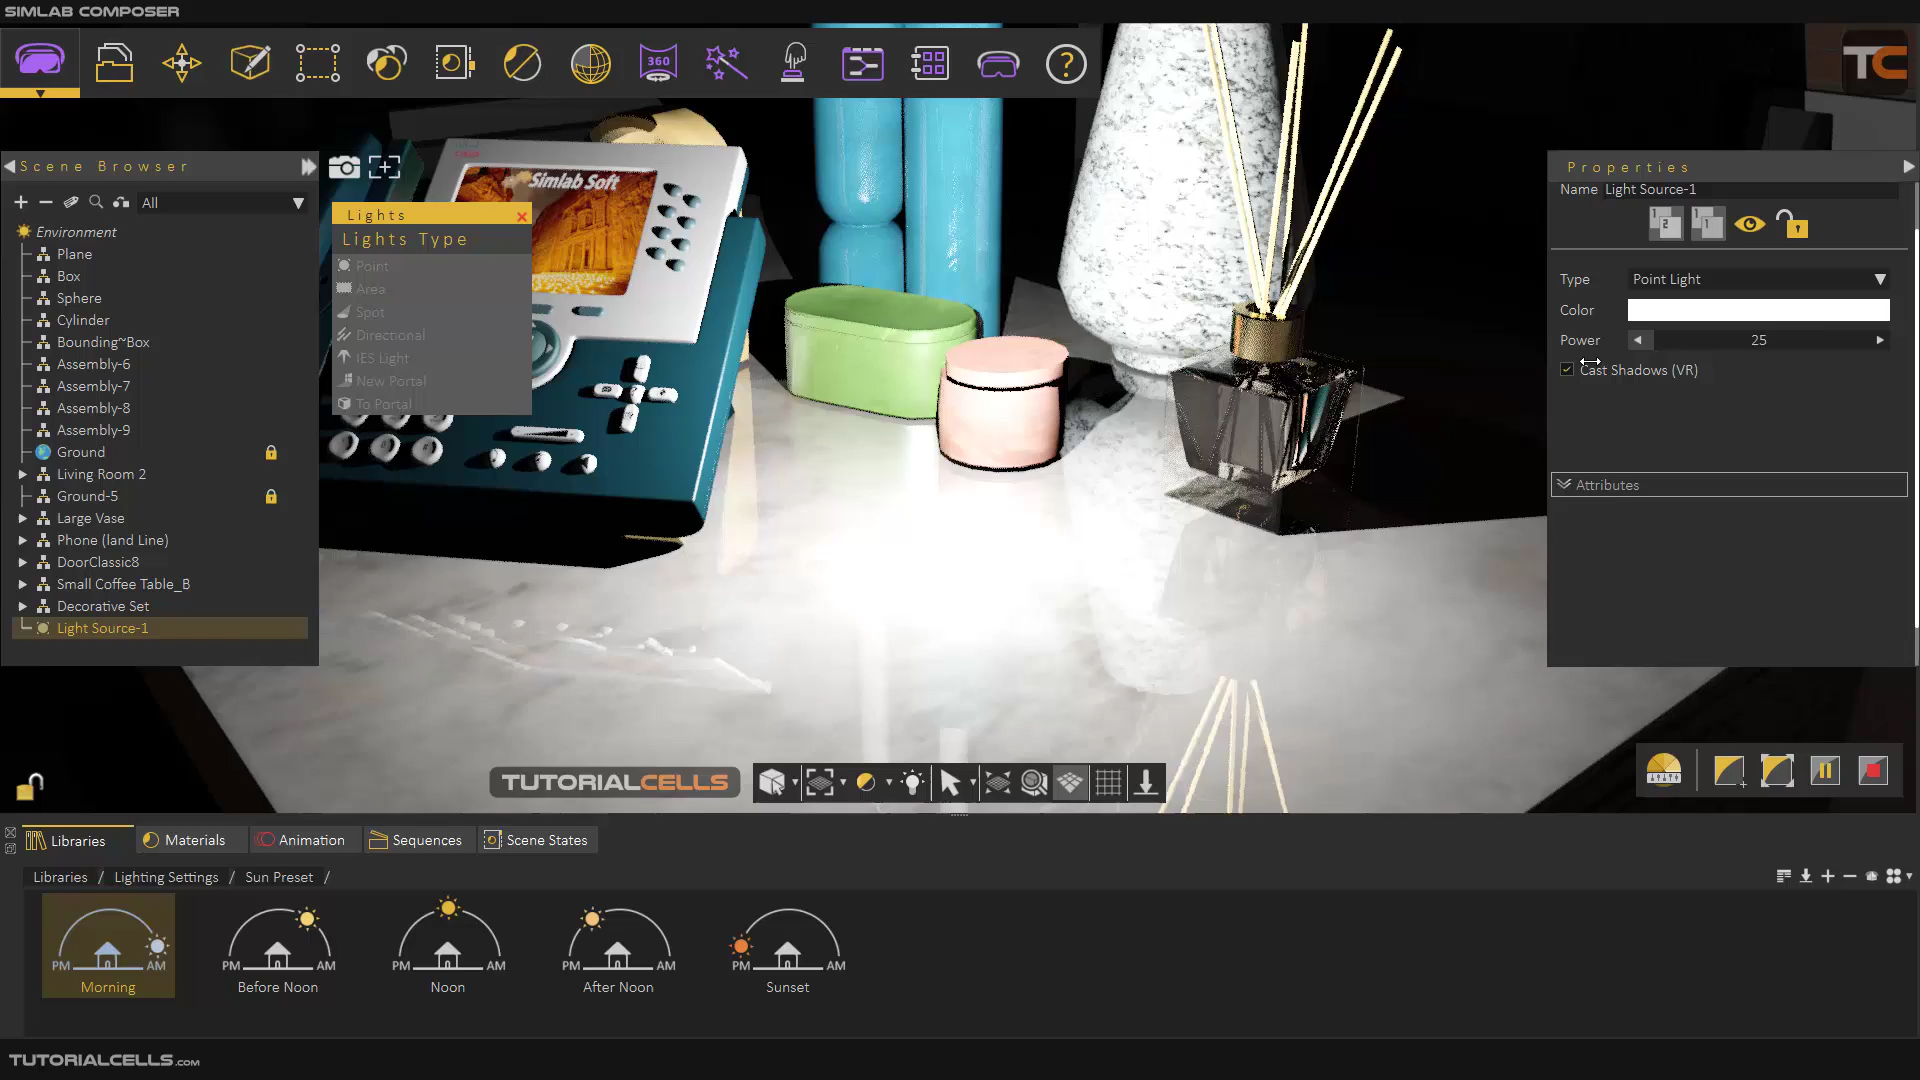 SIMLAB COMPOSER
360
?
TC
Scene Browser
All
Environment
Plane
Box
Sphere
Cylinder
Bounding~Box
Assembly-6
Assembly-7
Assembly-8
Assembly-9
Ground
Living Room 2
Ground-5
Large Vase
Phone (land Line)
DoorClassic8
Small Coffee Table_B
Decorative Set
Light Source-1
Lights
Lights Type
Point
Area
Spot
Directional
IES Light
New Portal
To Portal
Simlab Soft
Properties
Name Light Source-1
1 2
1 1
Type Point Light
Color
Power 25
Cast Shadows (VR)
Attributes
TUTORIALCELLS
Libraries
Materials
Animation
Sequences
Scene States
Libraries / Lighting Settings / Sun Preset /
PM AM
Morning
PM AM
Before Noon
PM AM
Noon
PM AM
After Noon
PM AM
Sunset
TUTORIALCELLS.COM